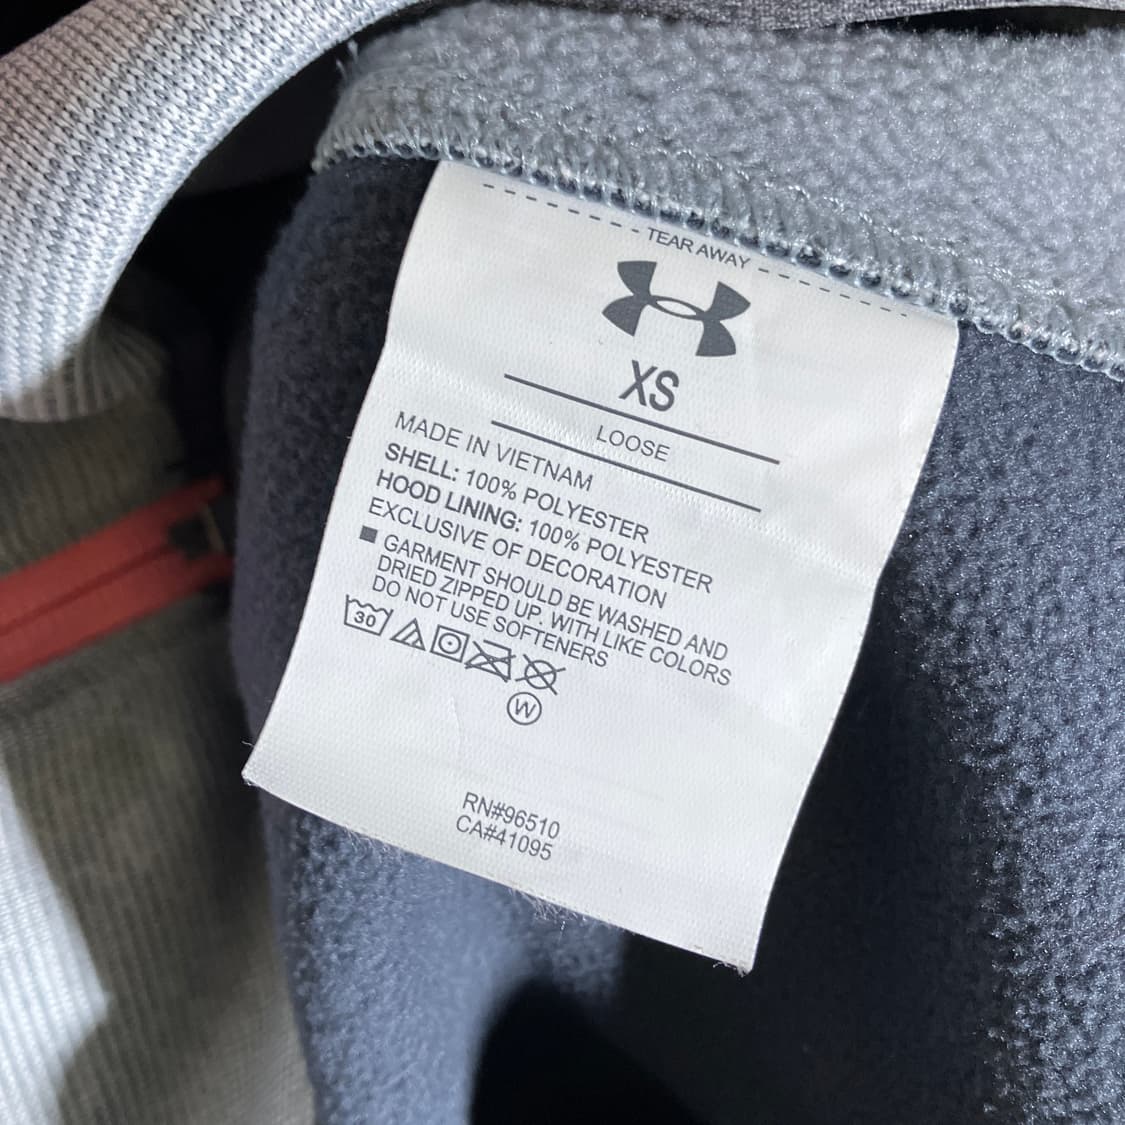 TEAR AWAY
XS
LOOSE
MADE IN VIETNAM
SHELL: 100% POLYESTER
HOOD LINING: 100% POLYESTER
EXCLUSIVE OF DECORATION
■ GARMENT SHOULD BE WASHED AND
DRIED ZIPPED UP. WITH LIKE COLORS
DO NOT USE SOFTENERS
30
W
RN#96510
CA#41095